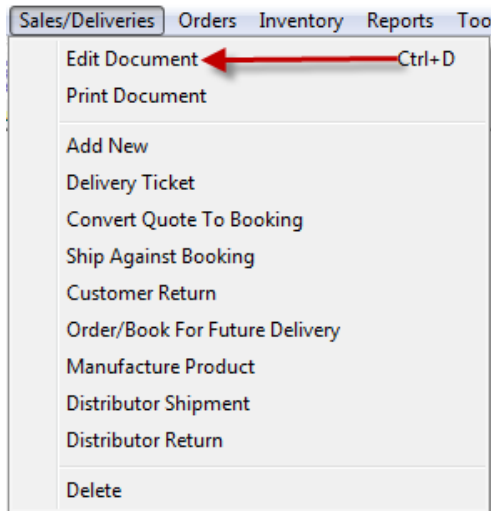 Sales/Deliveries Orders Inventory Reports Too
Edit Document Ctrl+D
Print Document
Add New
Delivery Ticket
Convert Quote To Booking
Ship Against Booking
Customer Return
Order/Book For Future Delivery
Manufacture Product
Distributor Shipment
Distributor Return
Delete